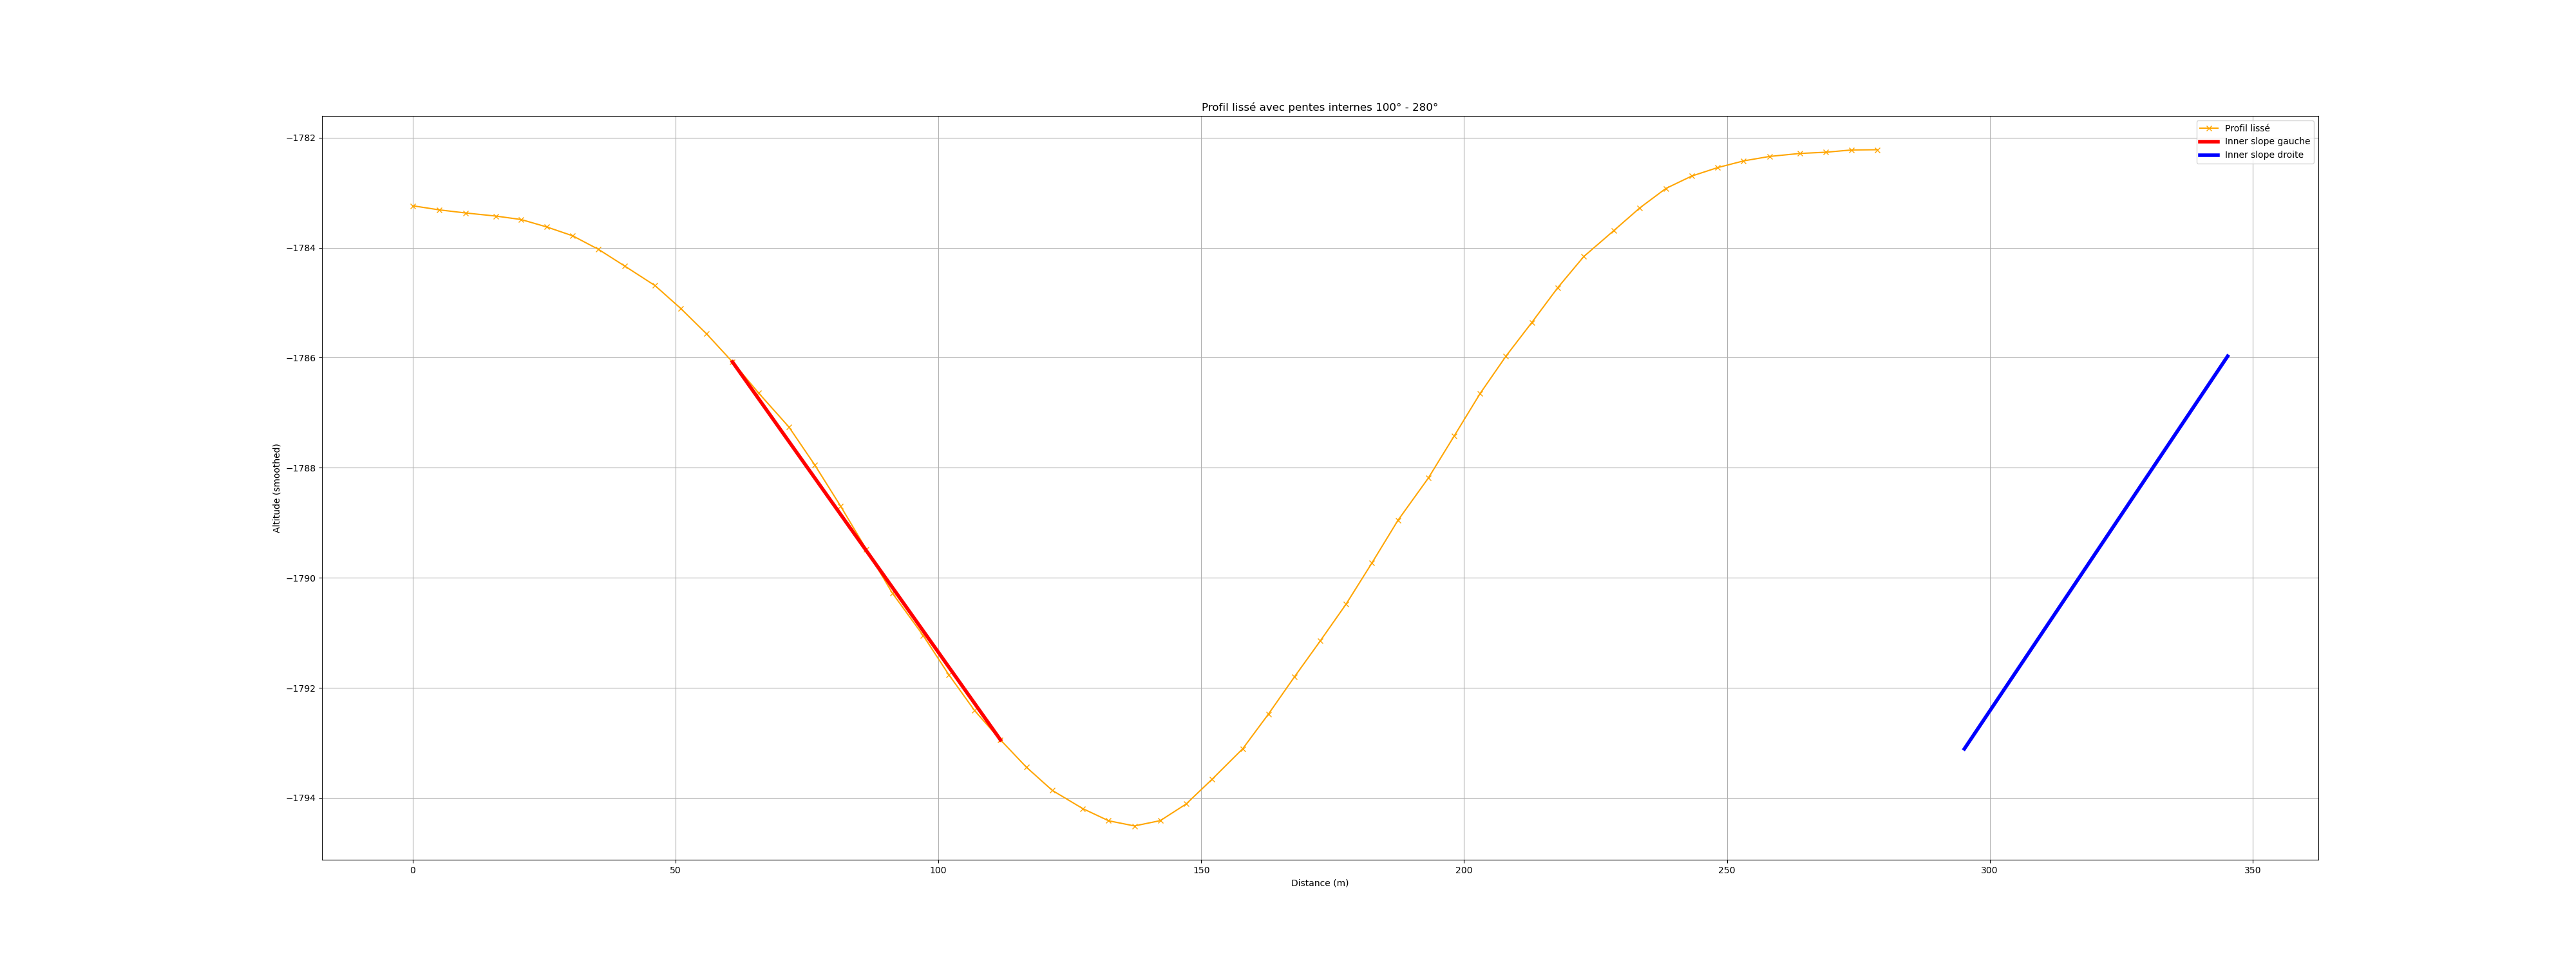 Profil lissé avec pentes internes 100° - 280°
Profil lissé
Inner slope gauche
Inner slope droite
Altitude (smoothed)
−1782
−1784
−1786
−1788
−1790
−1792
−1794
0 50 100 150 200 250 300 350
Distance (m)